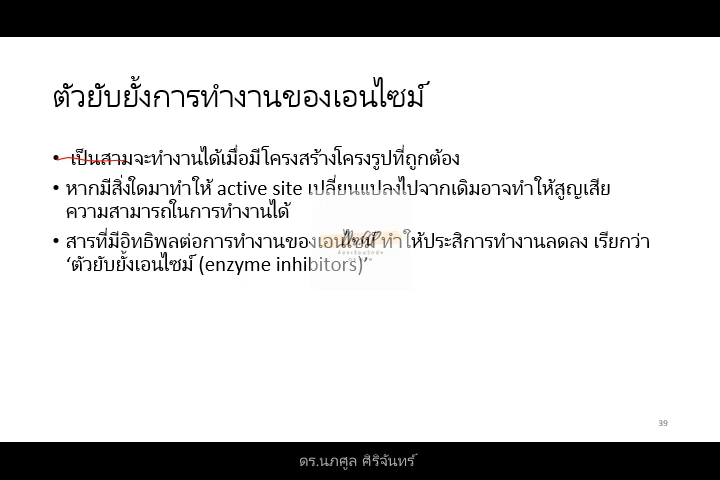 ตัวยับยั้งการทำงานของเอนไซม์
• เป็นสามจะทำงานได้เมื่อมีโครงสร้างโครงรูปที่ถูกต้อง
• หากมีสิ่งใดมาทำให้ active site เปลี่ยนแปลงไปจากเดิมอาจทำให้สูญเสีย
ความสามารถในการทำงานได้
• สารที่มีอิทธิพลต่อการทำงานของเอนไซม์ ทำให้ประสิการทำงานลดลง เรียกว่า
‘ตัวยับยั้งเอนไซม์ (enzyme inhibitors)’
39
ดร.นภศูล ศิริจันทร์